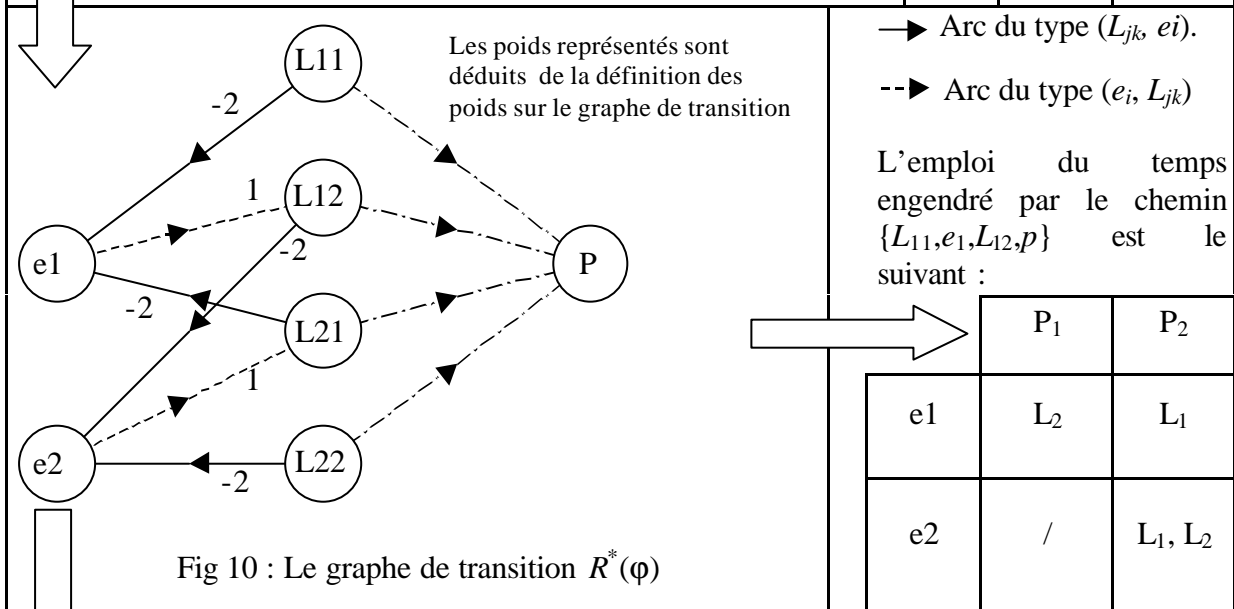 L11
Les poids représentés sont
déduits de la définition des
poids sur le graphe de transition
-2
1
L12
-2
e1
P
-2
L21
1
e2
L22
-2
Fig 10 : Le graphe de transition R*(φ)
Arc du type (Ljk, ei).
Arc du type (ei, Ljk)
L’emploi du temps
engendré par le chemin
{L11,e1,L12,p} est le
suivant :
P1 P2
e1 L2 L1
e2 / L1, L2